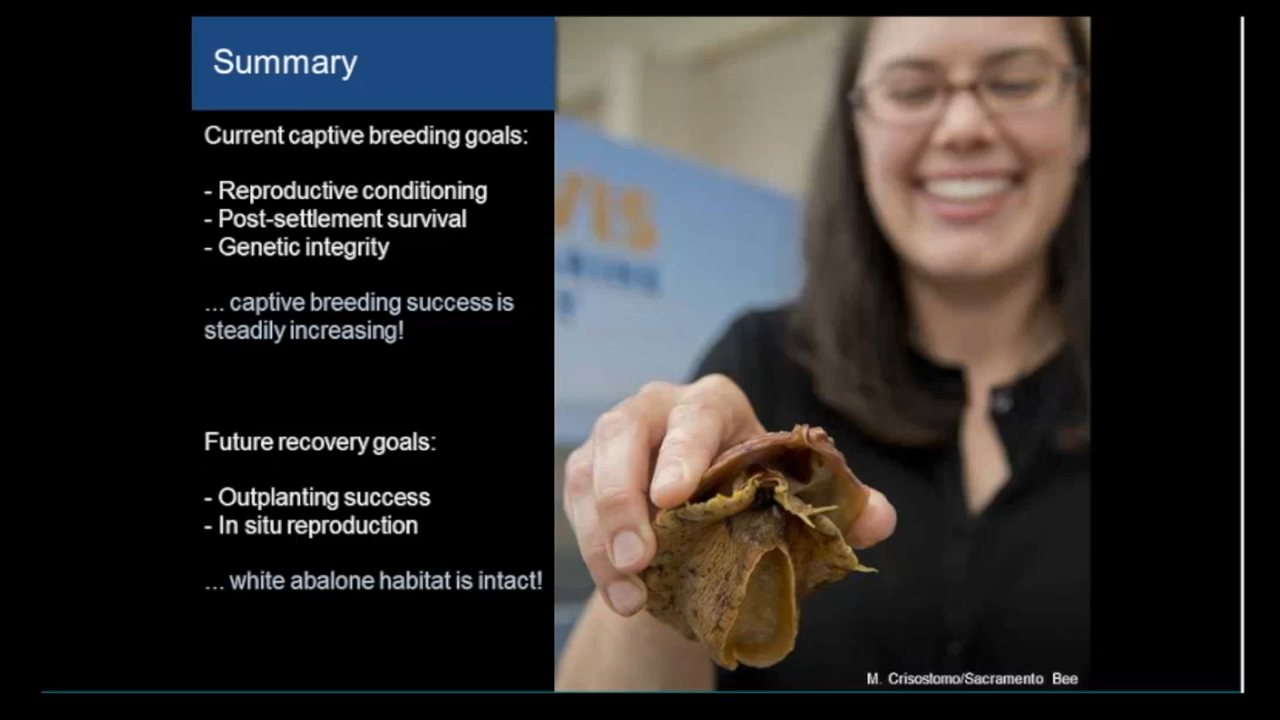 Summary
Current captive breeding goals:
- Reproductive conditioning
- Post-settlement survival
- Genetic integrity
... captive breeding success is
steadily increasing!
Future recovery goals:
- Outplanting success
- In situ reproduction
... white abalone habitat is intact!
VIS
M. Crisostomo/Sacramento Bee